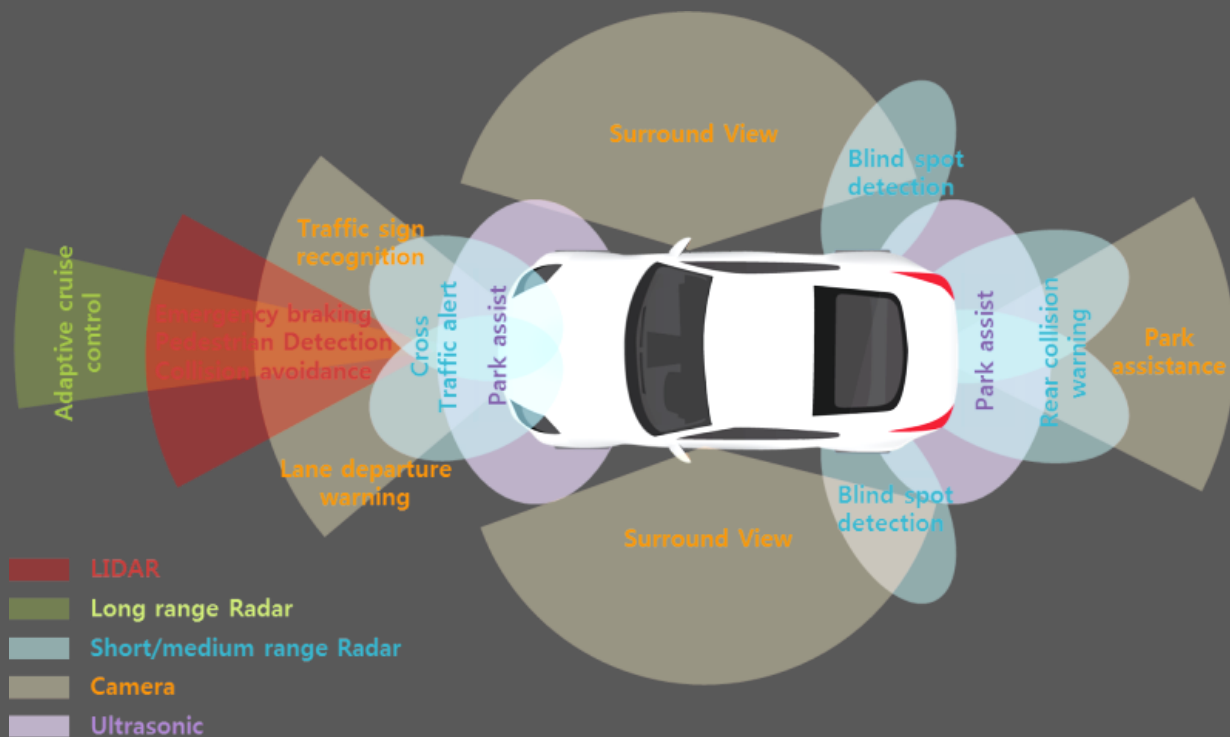 Surround View
Blind spot
detection
Traffic sign
recognition
Adaptive cruise
control
Emergency braking
Pedestrian Detection
Collision avoidance
Cross
Traffic alert
Park assist
Park assist
Rear collision
warning
Park
assistance
Lane departure
warning
Blind spot
detection
Surround View
LIDAR
Long range Radar
Short/medium range Radar
Camera
Ultrasonic